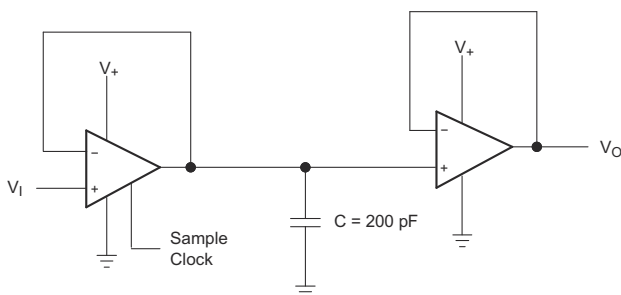 V+
−
+
V+
−
+
VI
VO
Sample
Clock
C = 200 pF